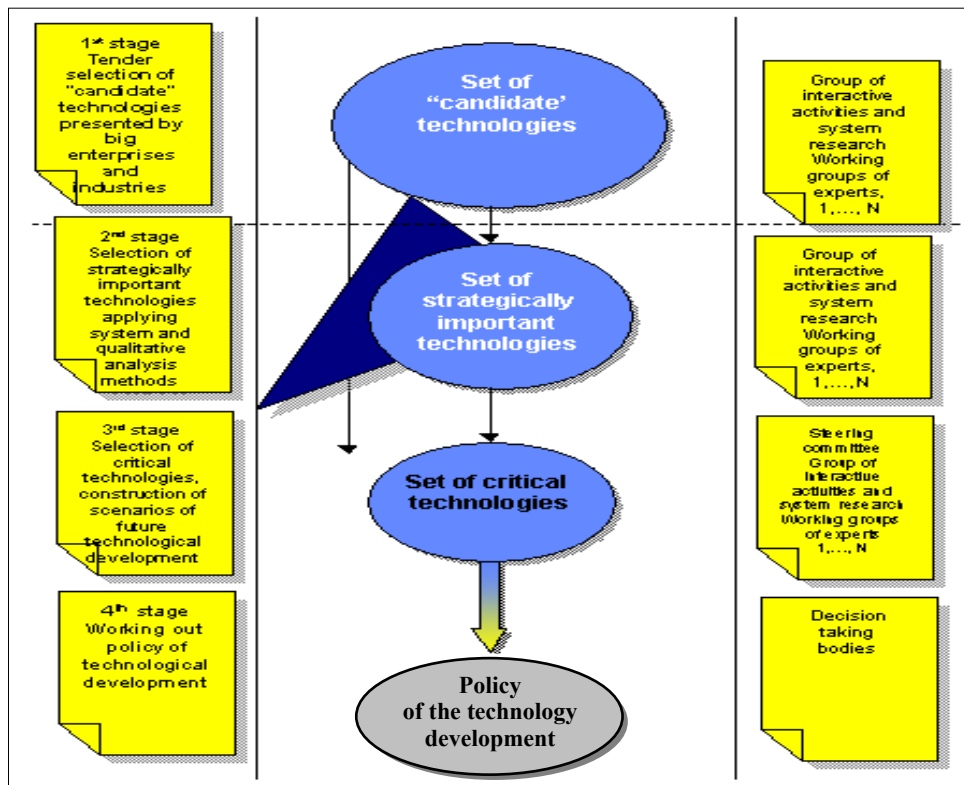 1st stage
Tender
selection of
"candidate"
technologies
presented by
big
enterprises
and
industries
Set of
“candidate’
technologies
Group of
interactive
activities and
system
research
Working
groups of
experts,
1,..., N
2nd stage
Selection of
strategically
important
technologies
applying
system and
qualitative
analysis
methods
Set of
strategically
important
technologies
Group of
interactive
activities and
system
research
Working
groups of
experts,
1,...,N
3rd stage
Selection of
critical
technologies,
construction of
scenarios of
future
technological
development
Set of critical
technologies
Steering
committee
Group of
interactive
activities and
system research
Working groups
of experts
1,..., N
4th stage
Working out
policy of
technological
development
Policy
of the technology
development
Decision
taking
bodies